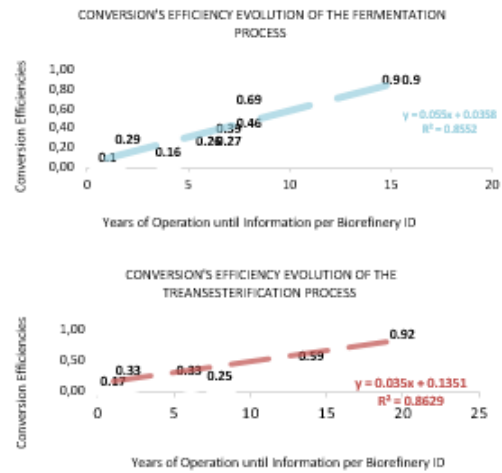 CONVERSION'S EFFICIENCY EVOLUTION OF THE FERMENTATION
PROCESS
Conversion Efficiencies
1,00
0,80
0,60
0,40
0,20
0,00
0.1
0.29
0.16
0.26
0.39
0.27
0.46
0.69
0.9
0.9
y = 0.055x + 0.0358
R² = 0.8552
0 5 10 15 20
Years of Operation until Information per Biorefinery ID
CONVERSION'S EFFICIENCY EVOLUTION OF THE
TREANSESTERIFICATION PROCESS
Conversion Efficiencies
1,00
0,50
0,00
0.17
0.33
0.33
0.25
0.59
0.92
y = 0.035x + 0.1351
R² = 0.8629
0 5 10 15 20 25
Years of Operation until Information per Biorefinery ID